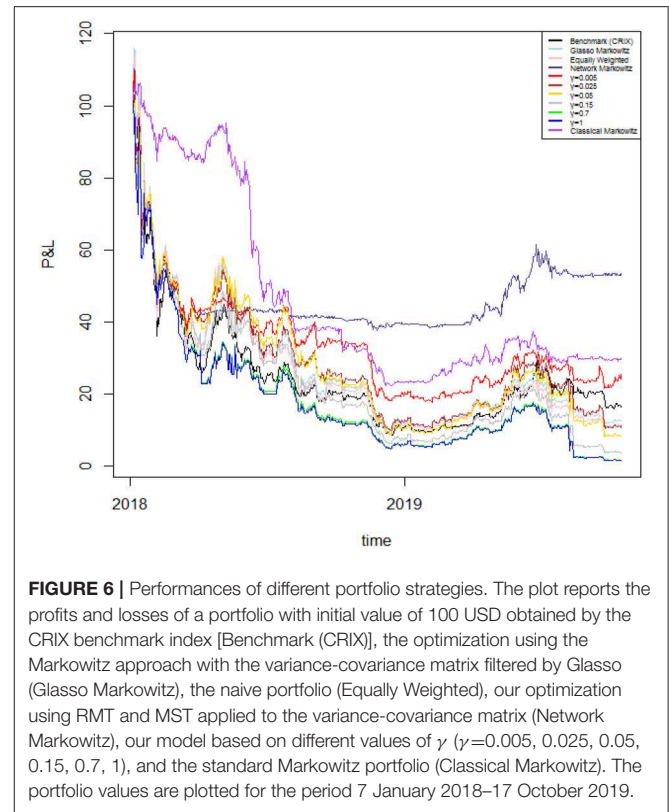 120
100
80
60
40
20
0
P&L
2018
2019
time
Benchmark (CRIX)
Glasso Markowitz
Equally Weighted
Network Markowitz
γ=0.005
γ=0.025
γ=0.05
γ=0.15
γ=0.7
γ=1
Classical Markowitz
FIGURE 6 | Performances of different portfolio strategies. The plot reports the
profits and losses of a portfolio with initial value of 100 USD obtained by the
CRIX benchmark index [Benchmark (CRIX)], the optimization using the
Markowitz approach with the variance-covariance matrix filtered by Glasso
(Glasso Markowitz), the naive portfolio (Equally Weighted), our optimization
using RMT and MST applied to the variance-covariance matrix (Network
Markowitz), our model based on different values of γ (γ=0.005, 0.025, 0.05,
0.15, 0.7, 1), and the standard Markowitz portfolio (Classical Markowitz). The
portfolio values are plotted for the period 7 January 2018–17 October 2019.